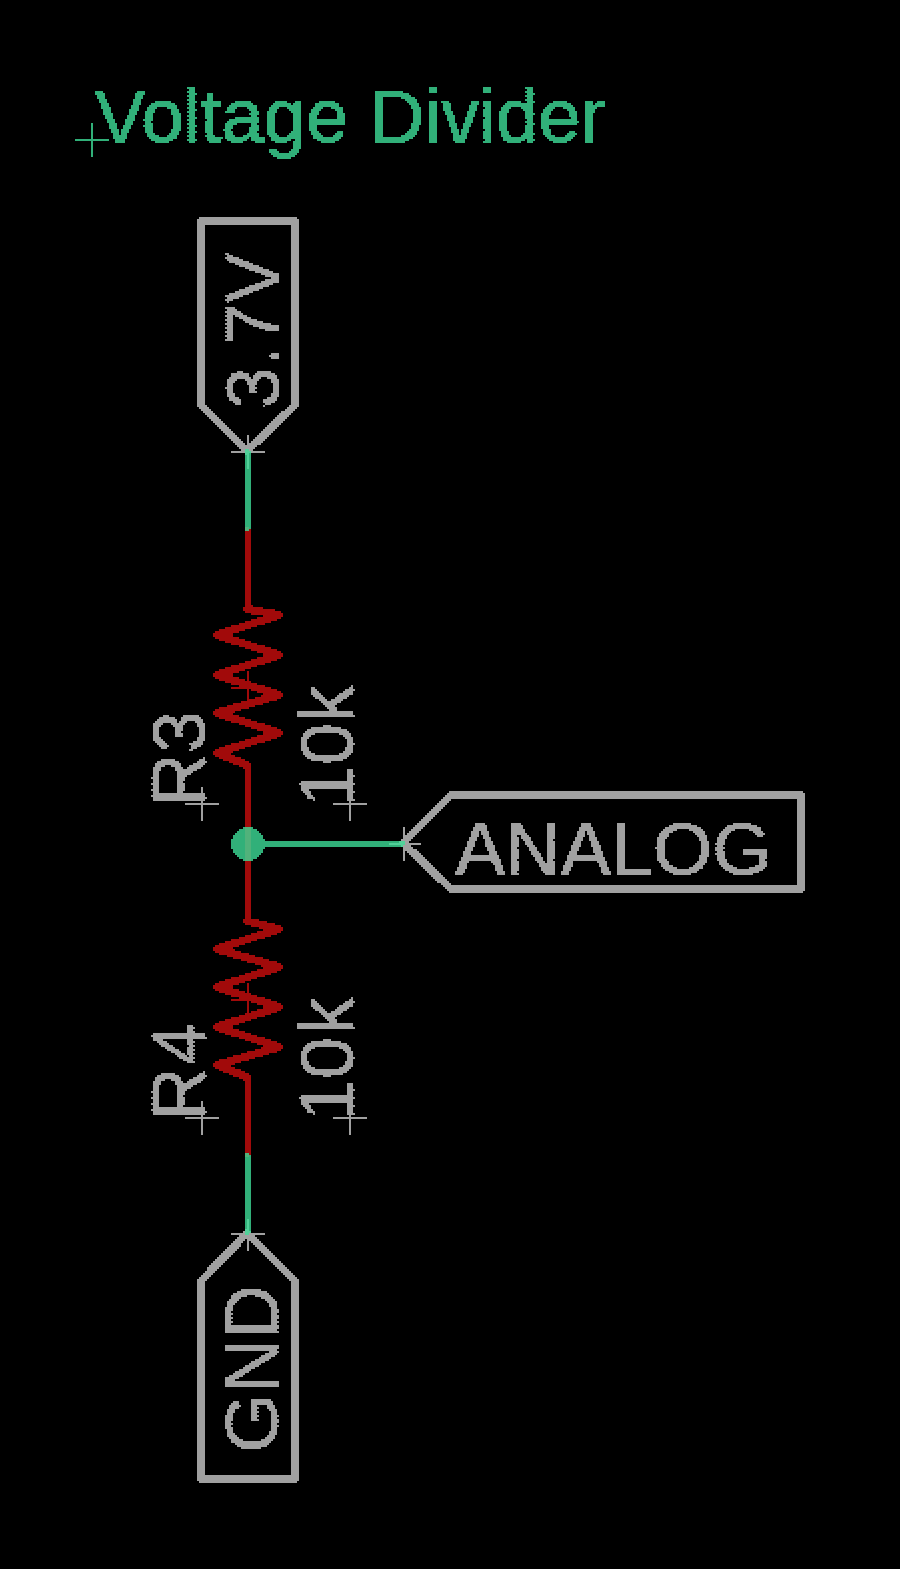 Voltage Divider
3.7V
R3
10k
ANALOG
R4
10k
GND